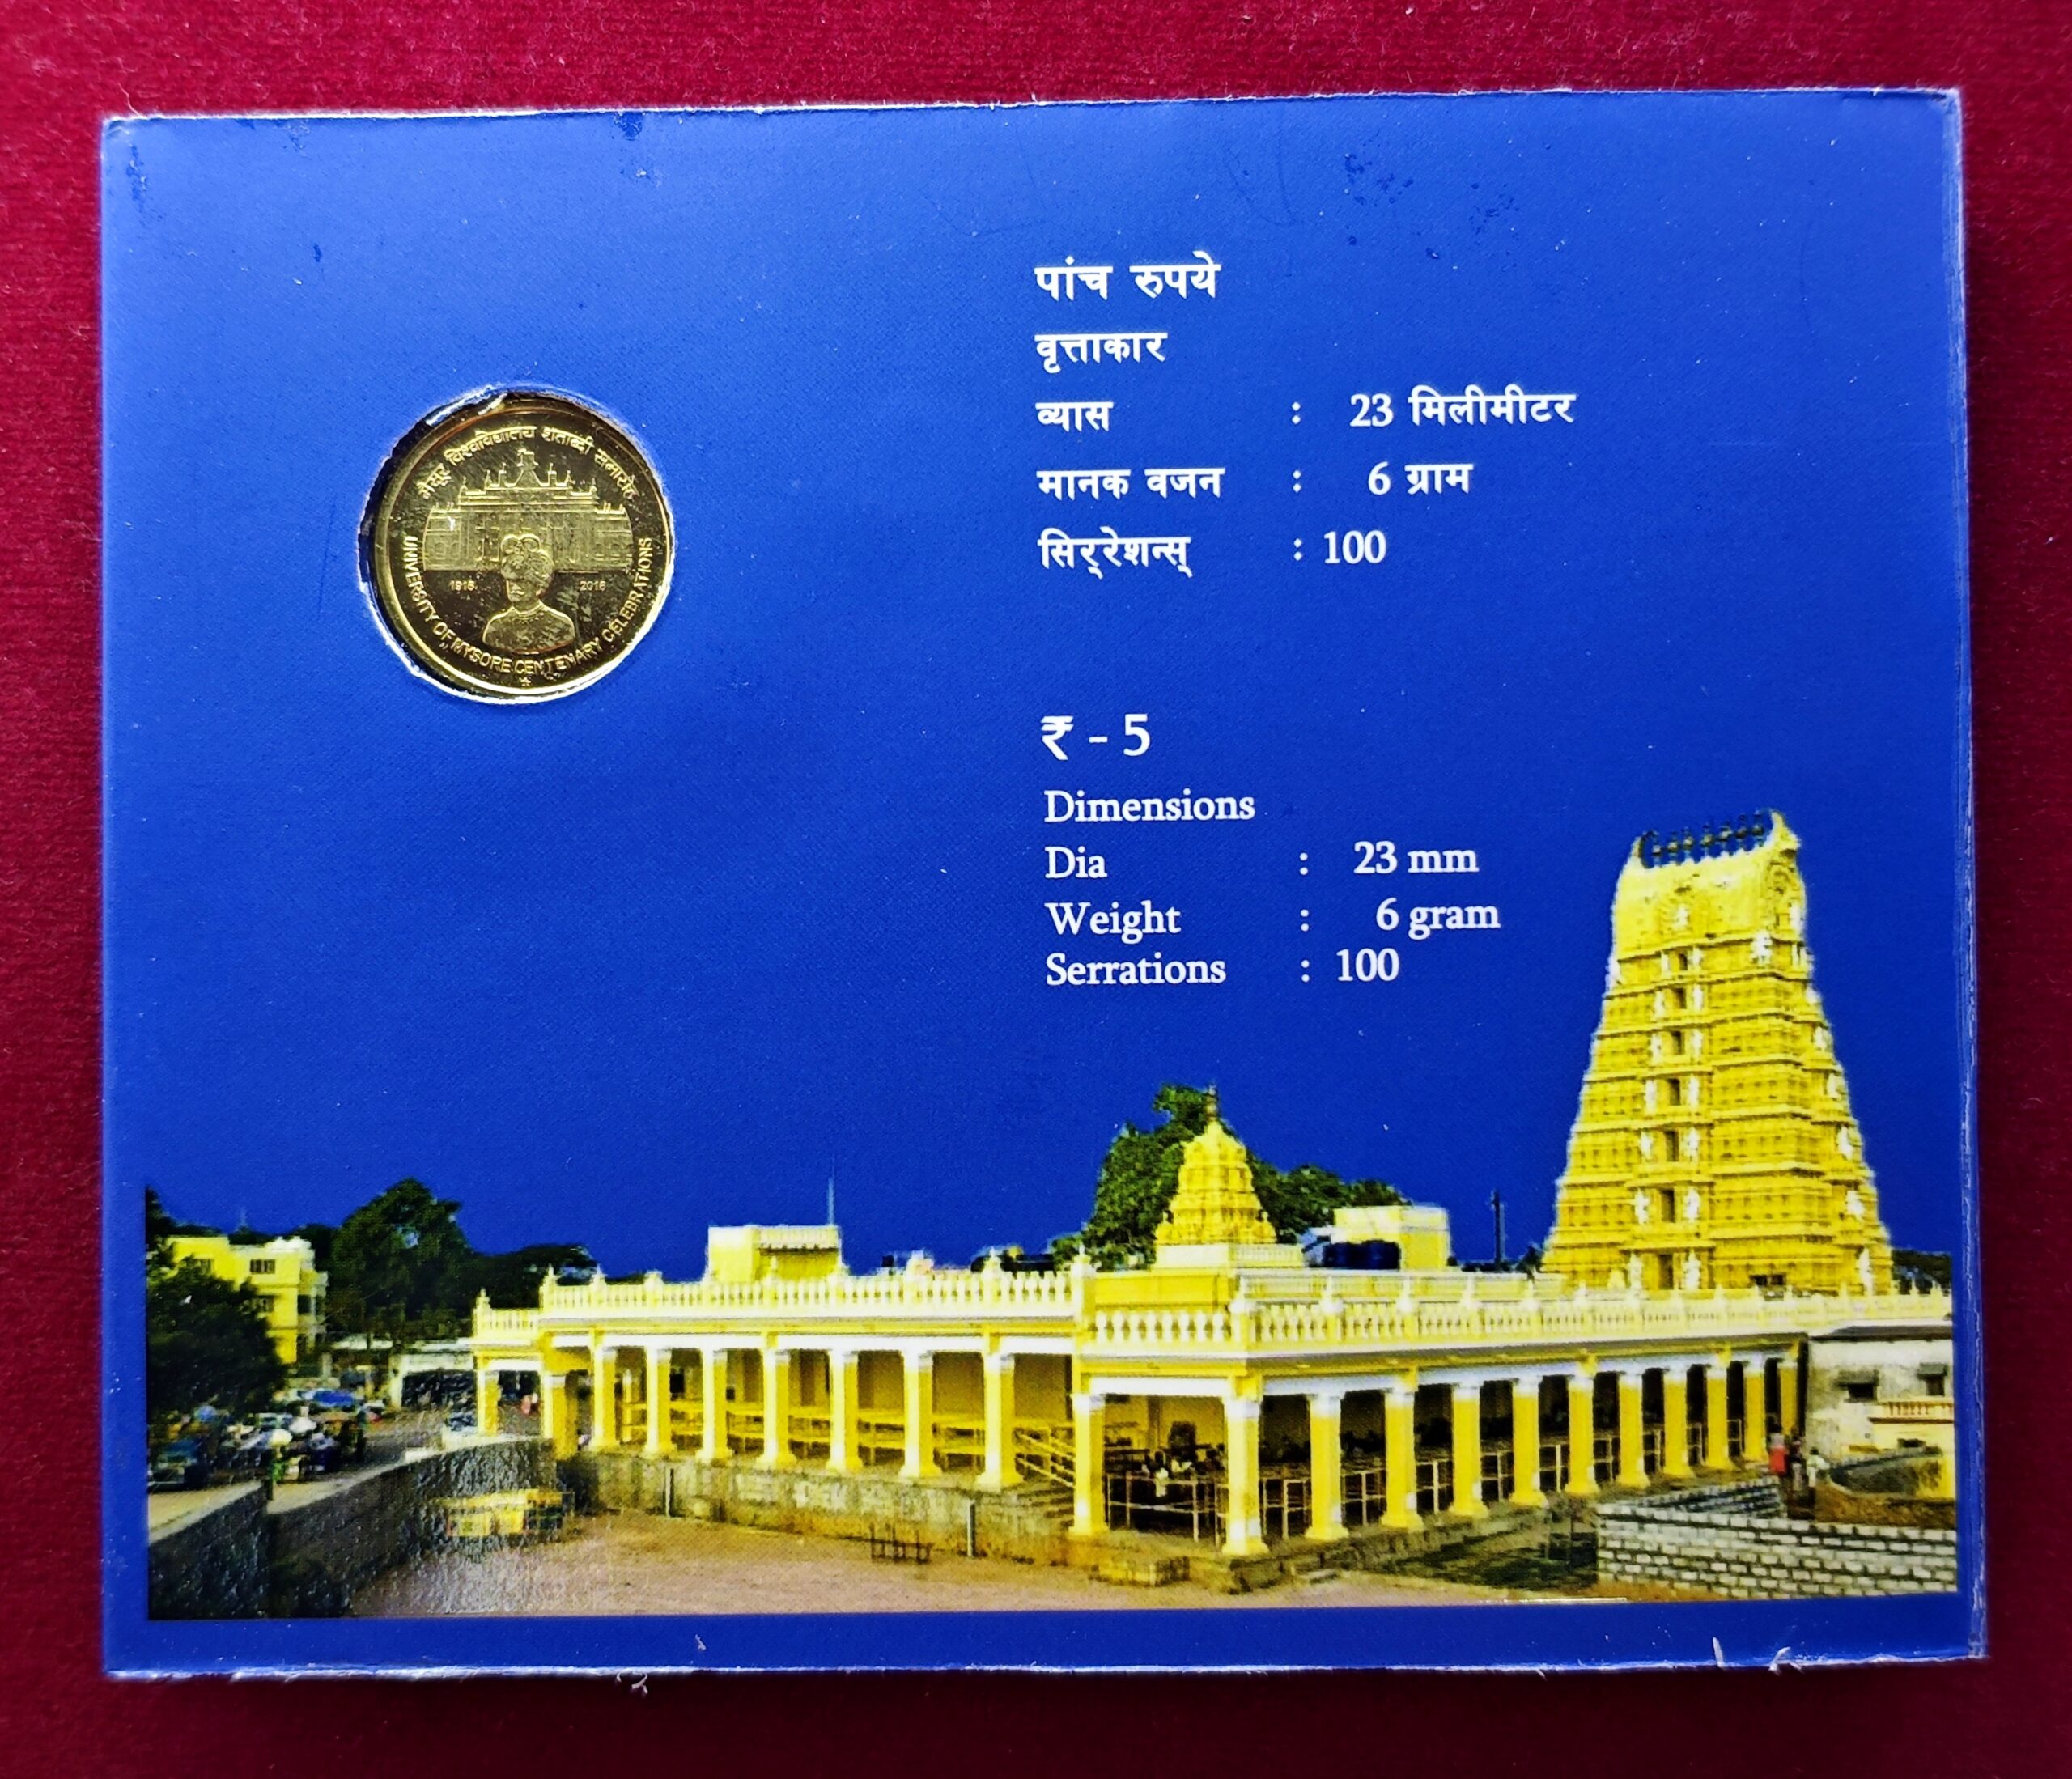 मैसूर विश्वविद्यालय शताब्दी समारोह
1916 2016
UNIVERSITY OF MYSORE CENTENARY CELEBRATIONS
पांच रुपये
वृत्ताकार
व्यास : 23 मिलीमीटर
मानक वजन : 6 ग्राम
सिर्‌रेशन्स् : 100
₹ - 5
Dimensions
Dia : 23 mm
Weight : 6 gram
Serrations : 100